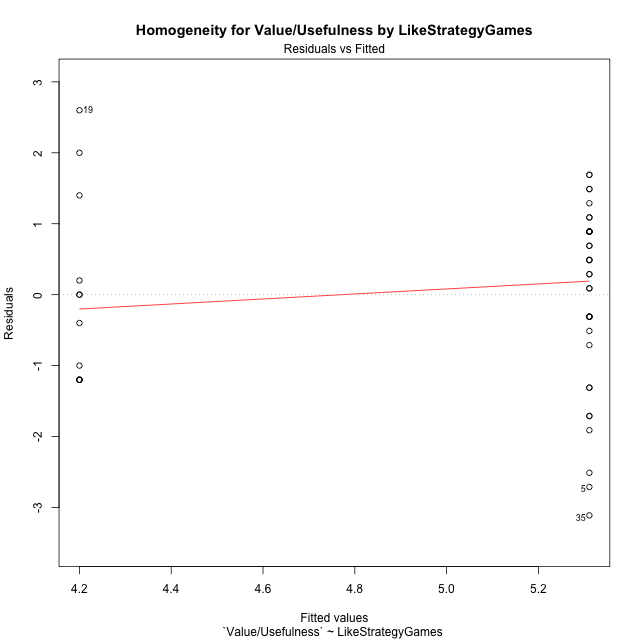 Homogeneity for Value/Usefulness by LikeStrategyGames
Residuals vs Fitted
3
19
2
1
0
-1
-2
5
-3
35
Residuals
4.2 4.4 4.6 4.8 5.0 5.2
Fitted values
`Value/Usefulness` ~ LikeStrategyGames